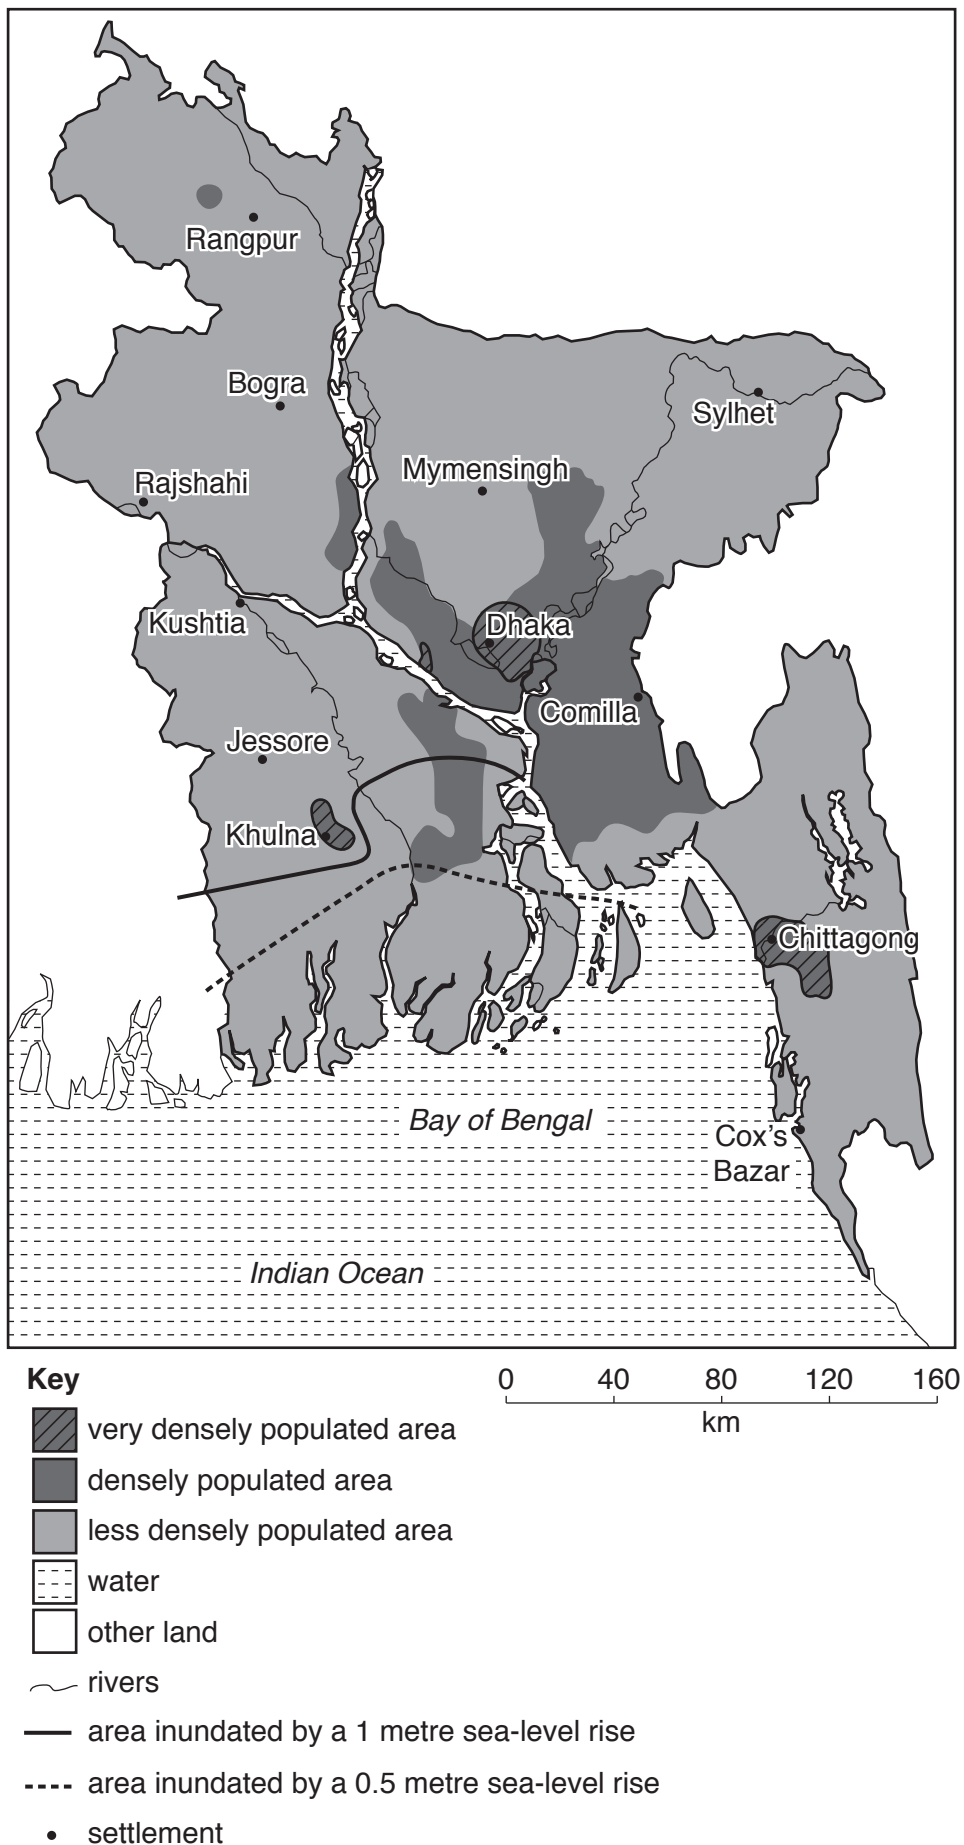 Rangpur
Bogra
Sylhet
Mymensingh
Rajshahi
Kushtia
Dhaka
Comilla
Jessore
Khulna
Chittagong
Bay of Bengal
Cox's
Bazar
Indian Ocean
Key
0 40 80 120 160
km
very densely populated area
densely populated area
less densely populated area
water
other land
rivers
area inundated by a 1 metre sea-level rise
area inundated by a 0.5 metre sea-level rise
settlement